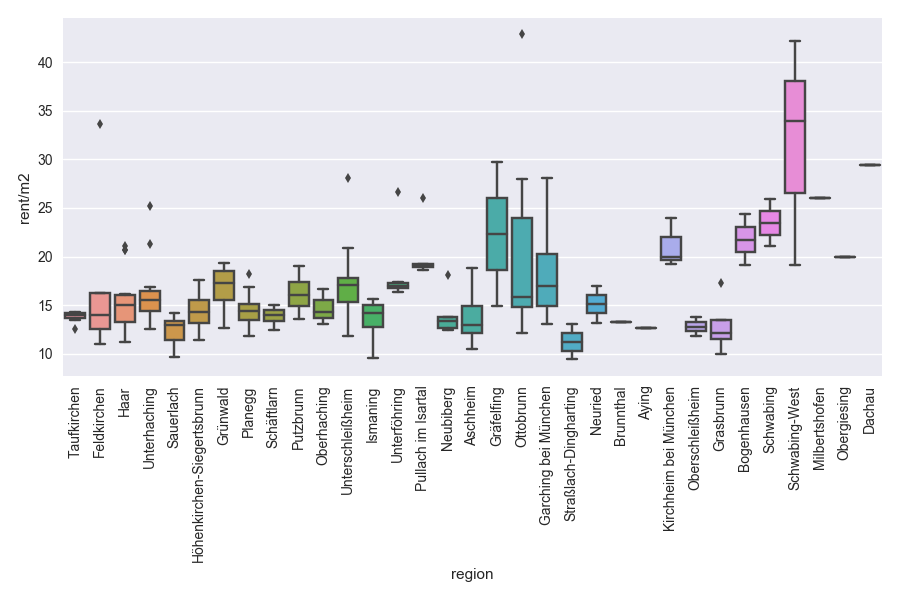 rent/m2
40
35
30
25
20
15
10
Taufkirchen
Feldkirchen
Haar
Unterhaching
Sauerlach
Höhenkirchen-Siegertsbrunn
Grünwald
Planegg
Schäftlarn
Putzbrunn
Oberhaching
Unterschleißheim
Ismaning
Unterföhring
Pullach im Isartal
Neubiberg
Aschheim
Gräfelfing
Ottobrunn
Garching bei München
Straßlach-Dingharting
Neuried
Brunnthal
Aying
Kirchheim bei München
Oberschleißheim
Grasbrunn
Bogenhausen
Schwabing
Schwabing-West
Milbertshofen
Obergiesing
Dachau
region